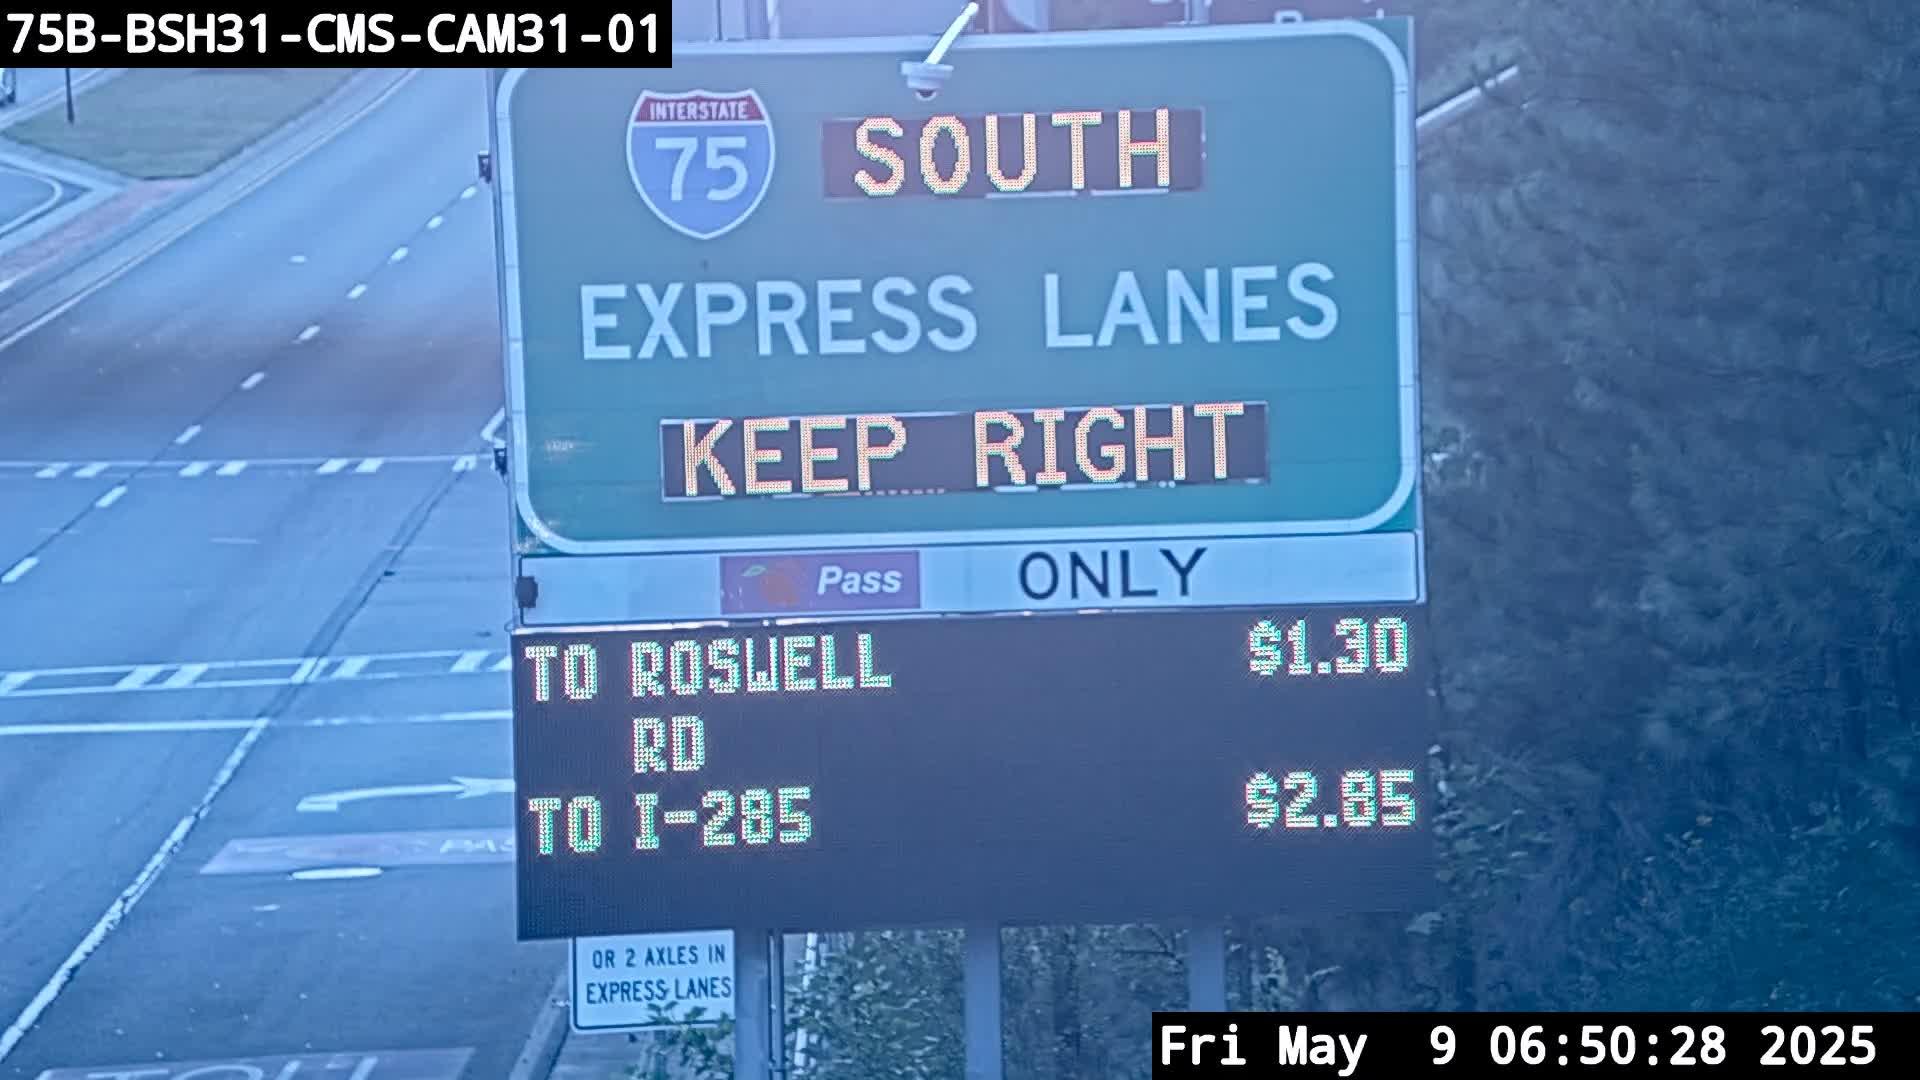 75B-BSH31-CMS-CAM31-01
INTERSTATE
75
SOUTH
EXPRESS LANES
KEEP RIGHT
Pass ONLY
TO ROSWELL $1.30
RD
TO I-285 $2.85
OR 2 AXLES IN
EXPRESS LANES
TOLL
Fri May 9 06:50:28 2025